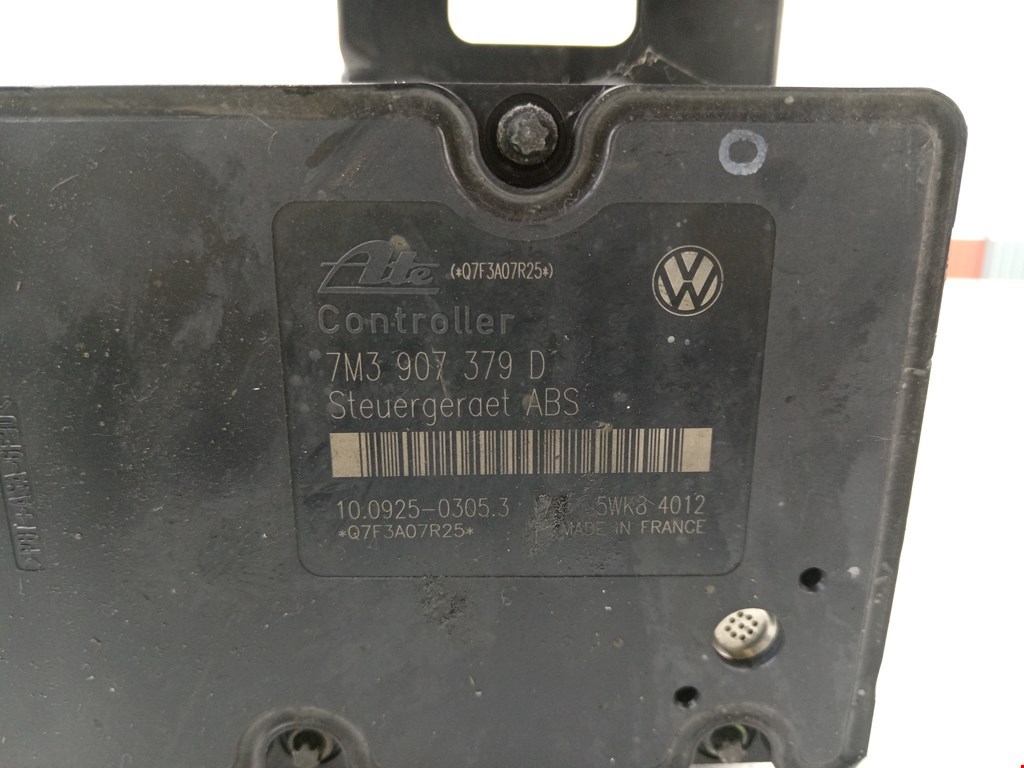 Ate (*Q7F3A07R25*)
Controller
7M3 907 379 D
Steuergeraet ABS
10.0925-0305.3 5WK8 4012
*Q7F3A07R25* MADE IN FRANCE